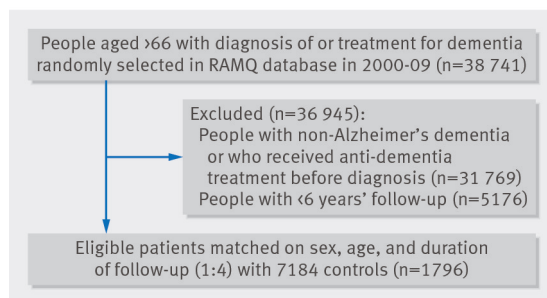 People aged >66 with diagnosis of or treatment for dementia
randomly selected in RAMQ database in 2000-09 (n=38 741)
Excluded (n=36 945):
People with non-Alzheimer's dementia
or who received anti-dementia
treatment before diagnosis (n=31 769)
People with <6 years' follow-up (n=5176)
Eligible patients matched on sex, age, and duration
of follow-up (1:4) with 7184 controls (n=1796)